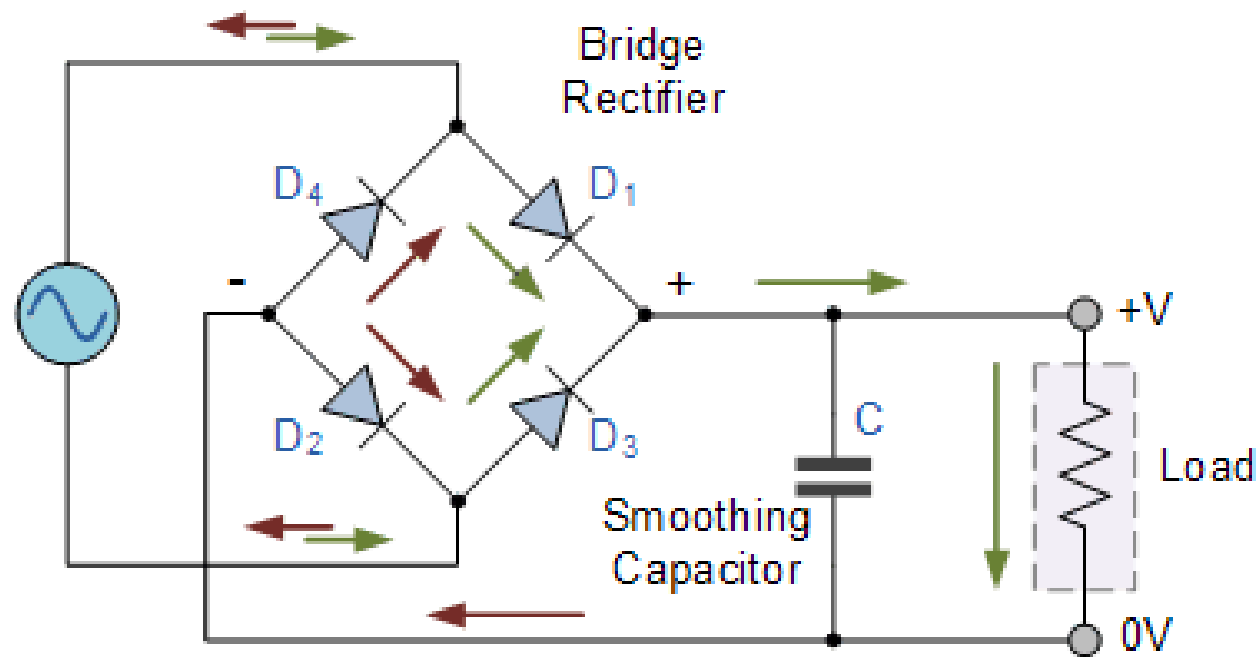 Bridge
Rectifier
D4
D1
-
+
+V
D2
D3
C
Load
Smoothing
Capacitor
0V